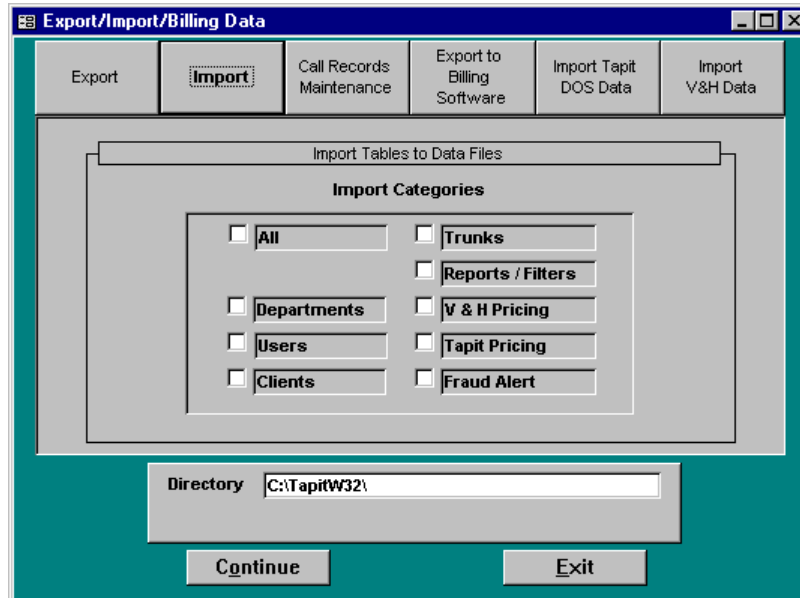 Export/Import/Billing Data
Export
Import
Call Records
Maintenance
Export to
Billing
Software
Import Tapit
DOS Data
Import
V&H Data
Import Tables to Data Files
Import Categories
All
Trunks
Reports / Filters
Departments
V & H Pricing
Users
Tapit Pricing
Clients
Fraud Alert
Directory
C:\TapitW32\
Continue
Exit